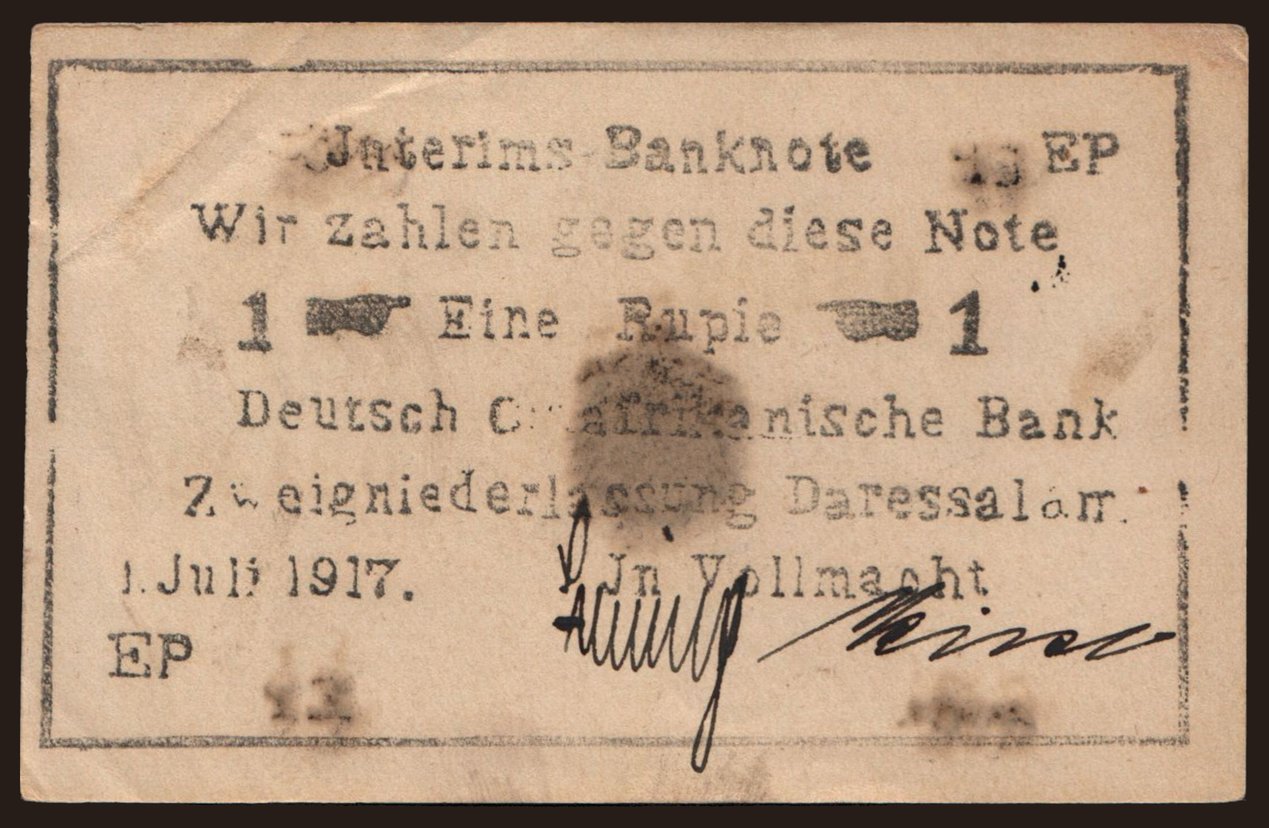 Interims-Banknote EP
Wir zahlen gegen diese Note
1 Eine Rupie 1
Deutsch Ostafrikanische Bank
Zweigniederlassung Daressalam.
1. Juli 1917. In Vollmacht
EP